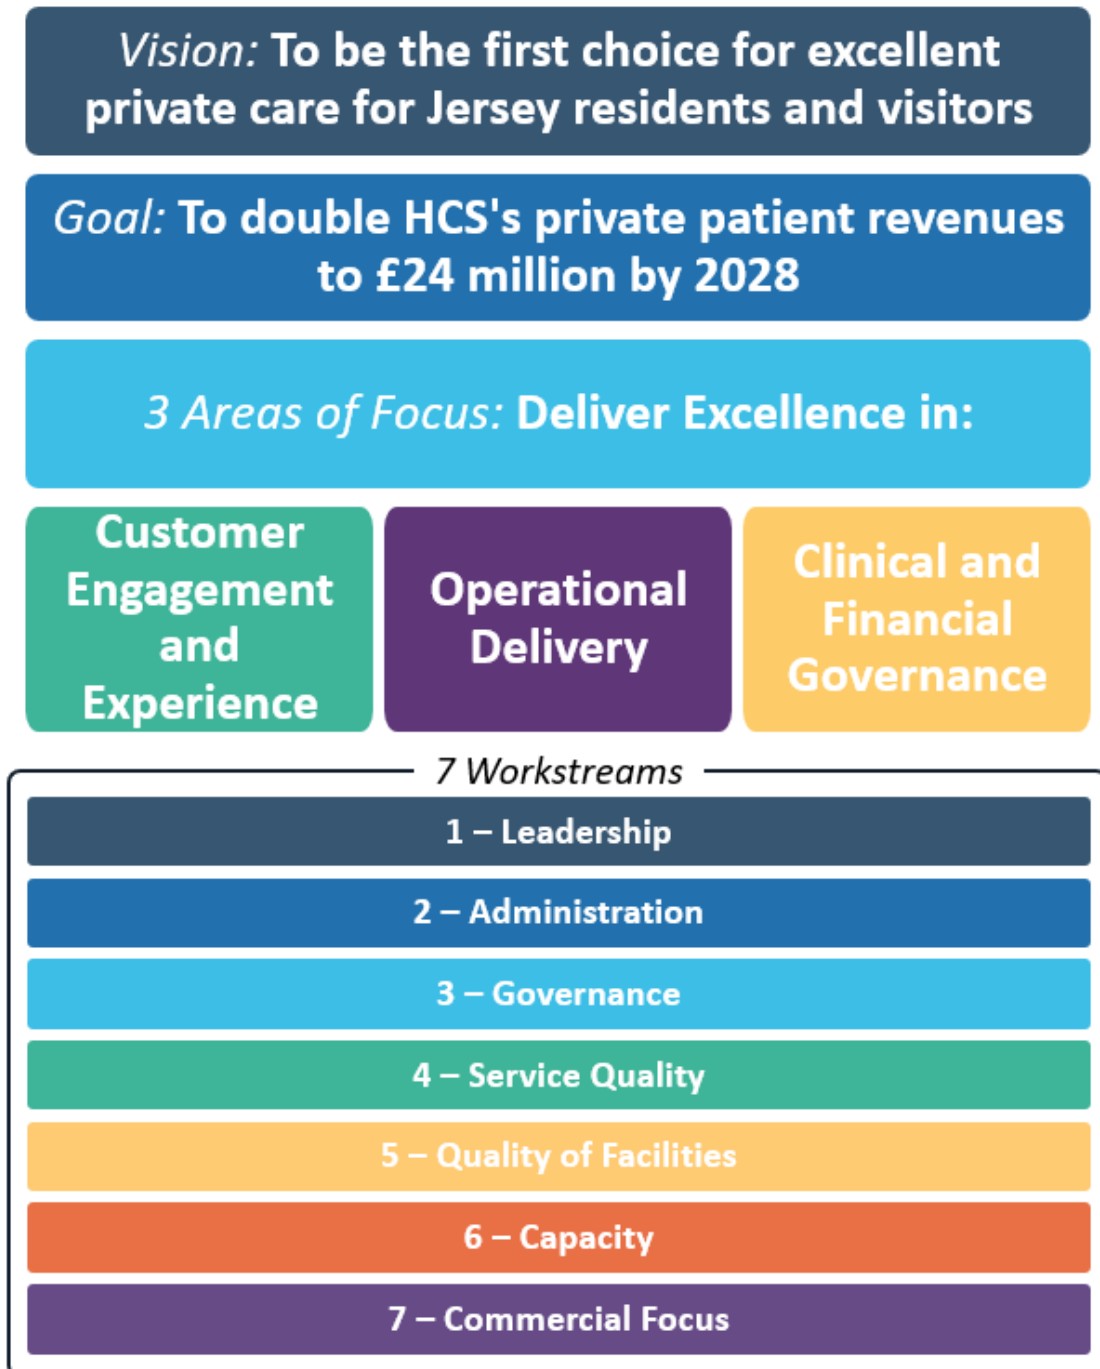 Vision: To be the first choice for excellent
private care for Jersey residents and visitors
Goal: To double HCS's private patient revenues
to £24 million by 2028
3 Areas of Focus: Deliver Excellence in:
Customer
Engagement
and
Experience
Operational
Delivery
Clinical and
Financial
Governance
7 Workstreams
1 – Leadership
2 – Administration
3 – Governance
4 – Service Quality
5 – Quality of Facilities
6 – Capacity
7 – Commercial Focus